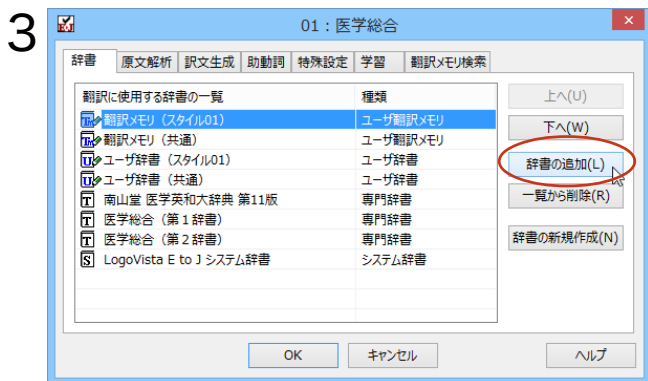 3
E▸J 01：医学総合 ×
辞書 原文解析 訳文生成 助動詞 特殊設定 学習 翻訳メモリ検索
翻訳に使用する辞書の一覧 種類
TM 翻訳メモリ（スタイル01） ユーザ翻訳メモリ
TM 翻訳メモリ（共通） ユーザ翻訳メモリ
U ユーザ辞書（スタイル01） ユーザ辞書
U ユーザ辞書（共通） ユーザ辞書
T 南山堂 医学英和大辞典 第11版 専門辞書
T 医学総合（第１辞書） 専門辞書
T 医学総合（第２辞書） 専門辞書
S LogoVista E to J システム辞書 システム辞書
上へ(U)
下へ(W)
辞書の追加(L)
一覧から削除(R)
辞書の新規作成(N)
OK キャンセル ヘルプ